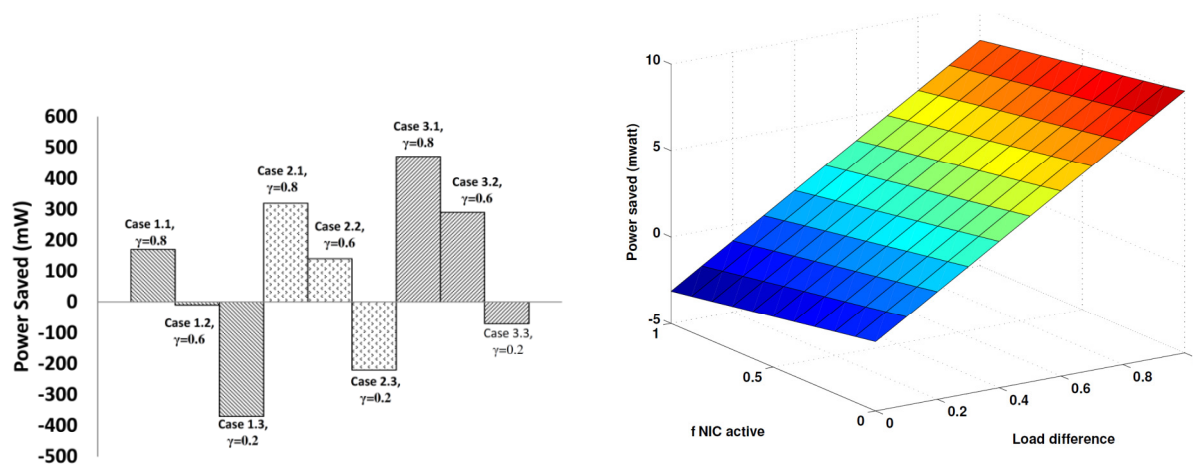 600
500
400
300
200
100
0
-100
-200
-300
-400
-500
Power Saved (mW)
Case 1.1,
γ=0.8
Case 1.2,
γ=0.6
Case 1.3,
γ=0.2
Case 2.1,
γ=0.8
Case 2.2,
γ=0.6
Case 2.3,
γ=0.2
Case 3.1,
γ=0.8
Case 3.2,
γ=0.6
Case 3.3,
γ=0.2
10
5
0
-5
Power saved (mwatt)
1
0.5
0
f NIC active
0
0.2
0.4
0.6
0.8
Load difference